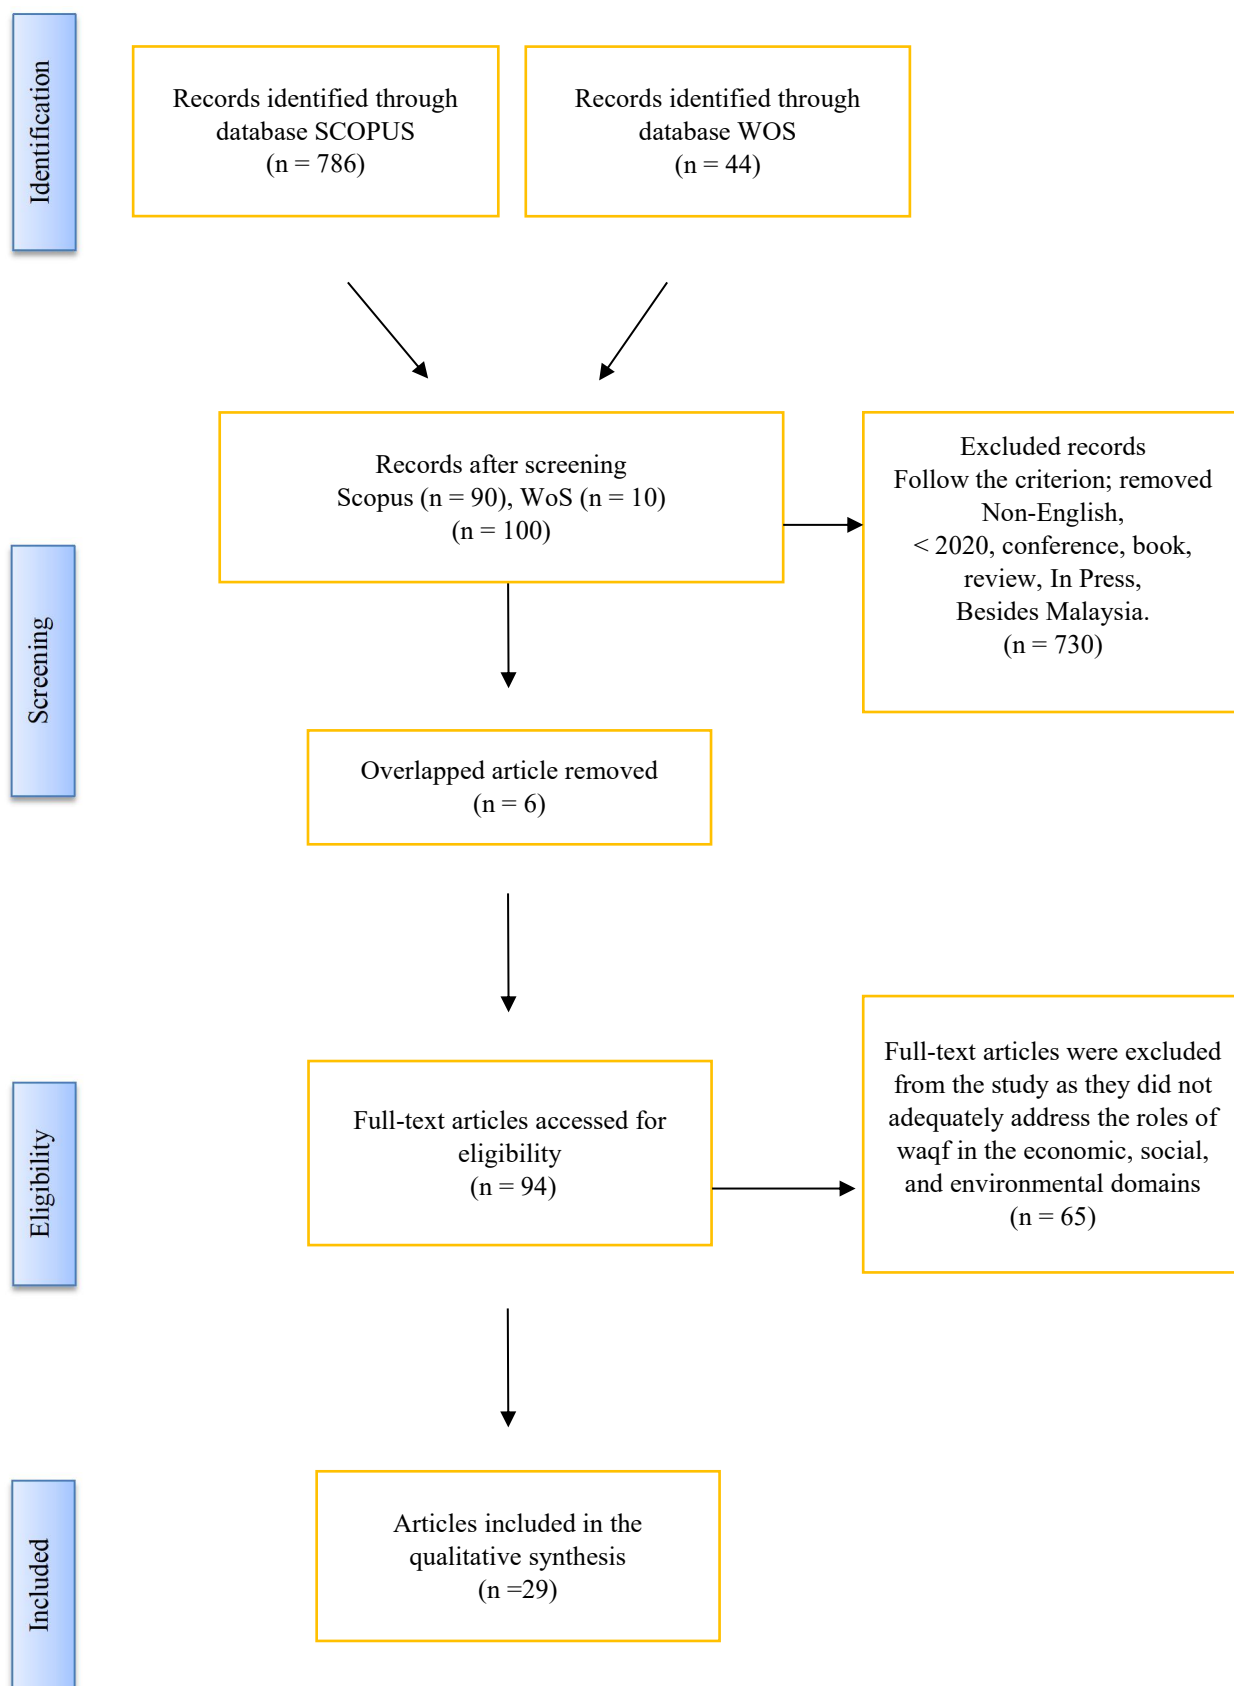 Identification
Records identified through
database SCOPUS
(n = 786)
Records identified through
database WOS
(n = 44)
Screening
Records after screening
Scopus (n = 90), WoS (n = 10)
(n = 100)
Excluded records
Follow the criterion; removed
Non-English,
< 2020, conference, book,
review, In Press,
Besides Malaysia.
(n = 730)
Overlapped article removed
(n = 6)
Eligibility
Full-text articles accessed for
eligibility
(n = 94)
Full-text articles were excluded
from the study as they did not
adequately address the roles of
waqf in the economic, social,
and environmental domains
(n = 65)
Included
Articles included in the
qualitative synthesis
(n =29)